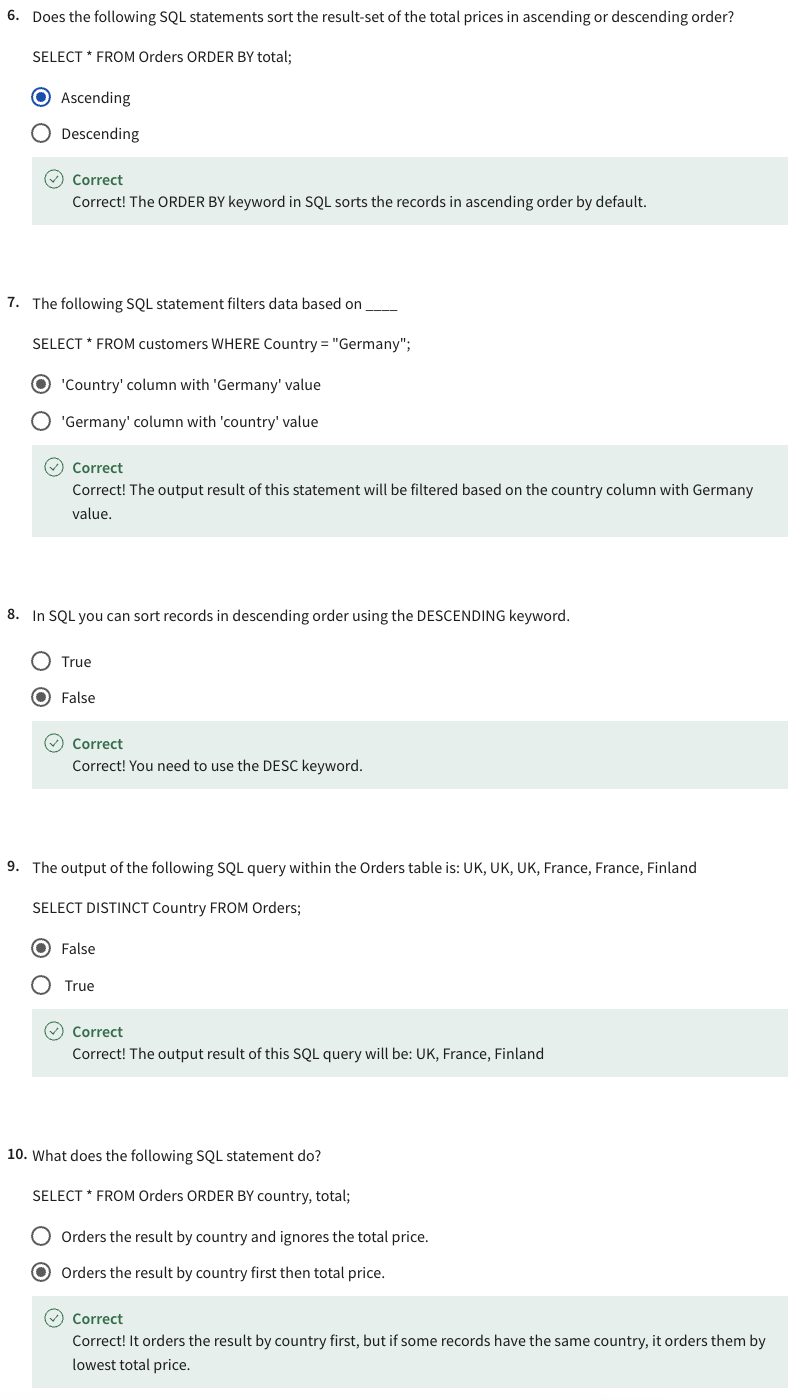 6. Does the following SQL statements sort the result-set of the total prices in ascending or descending order?
SELECT * FROM Orders ORDER BY total;
Ascending
Descending
Correct
Correct! The ORDER BY keyword in SQL sorts the records in ascending order by default.
7. The following SQL statement filters data based on ____
SELECT * FROM customers WHERE Country = "Germany";
'Country' column with 'Germany' value
'Germany' column with 'country' value
Correct
Correct! The output result of this statement will be filtered based on the country column with Germany
value.
8. In SQL you can sort records in descending order using the DESCENDING keyword.
True
False
Correct
Correct! You need to use the DESC keyword.
9. The output of the following SQL query within the Orders table is: UK, UK, UK, France, France, Finland
SELECT DISTINCT Country FROM Orders;
False
True
Correct
Correct! The output result of this SQL query will be: UK, France, Finland
10. What does the following SQL statement do?
SELECT * FROM Orders ORDER BY country, total;
Orders the result by country and ignores the total price.
Orders the result by country first then total price.
Correct
Correct! It orders the result by country first, but if some records have the same country, it orders them by
lowest total price.